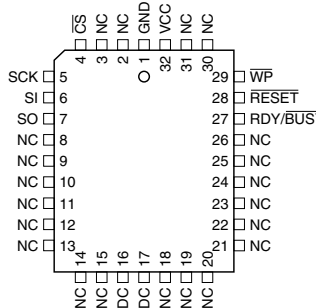 CS NC NC GND VCC NC NC
4 3 2 1 32 31 30
SCK 5 29 WP
SI 6 28 RESET
SO 7 27 RDY/BUS
NC 8 26 NC
NC 9 25 NC
NC 10 24 NC
NC 11 23 NC
NC 12 22 NC
NC 13 21 NC
14 15 16 17 18 19 20
NC NC DC DC NC NC NC